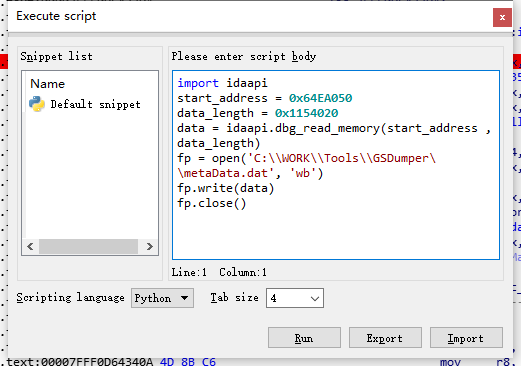 Execute script
Snippet list
Name
Default snippet
Please enter script body
import idaapi
start_address = 0x64EA050
data_length = 0x1154020
data = idaapi.dbg_read_memory(start_address ,
data_length)
fp = open('C:\\WORK\\Tools\\GSDumper\
\metaData.dat', 'wb')
fp.write(data)
fp.close()
Line:1 Column:1
Scripting language Python Tab size 4
Run Export Import
.text:00007FFF0D64340A 4D 8B C6 mov r8,